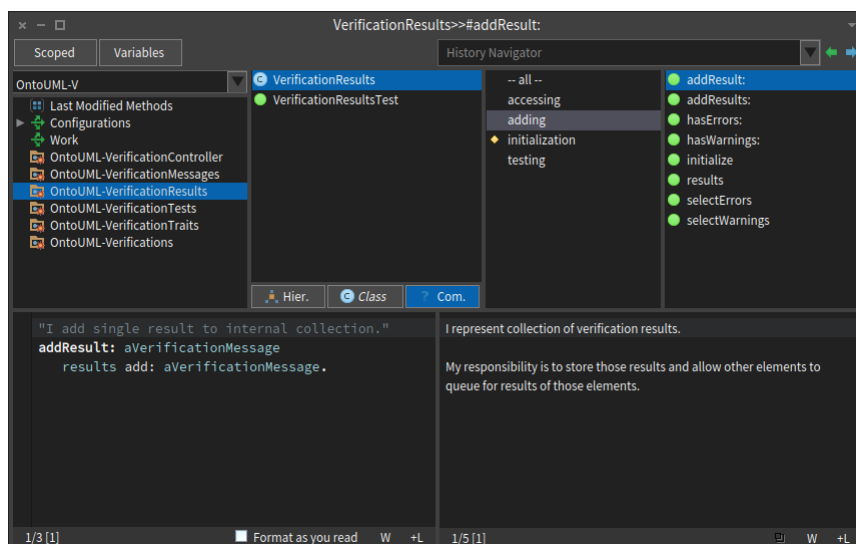 VerificationResults>>#addResult:
Scoped
Variables
History Navigator
OntoUML-V
Last Modified Methods
Configurations
Work
OntoUML-VerificationController
OntoUML-VerificationMessages
OntoUML-VerificationResults
OntoUML-VerificationTests
OntoUML-VerificationTraits
OntoUML-Verifications
VerificationResults
VerificationResultsTest
Hier.
Class
? Com.
-- all --
accessing
adding
initialization
testing
addResult:
addResults:
hasErrors:
hasWarnings:
initialize
results
selectErrors
selectWarnings
"I add single result to internal collection."
addResult: aVerificationMessage
results add: aVerificationMessage.
I represent collection of verification results.
My responsibility is to store those results and allow other elements to
queue for results of those elements.
1/3 [1]
Format as you read
W
+L
1/5 [1]
W
+L